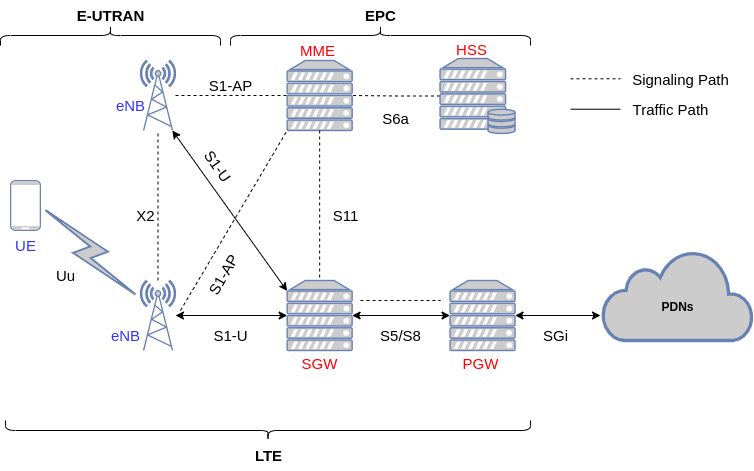 E-UTRAN
EPC
MME
HSS
S1-AP
eNB
S6a
Signaling Path
Traffic Path
S1-U
X2
S11
UE
Uu
S1-AP
PDNs
eNB
S1-U
S5/S8
SGi
SGW
PGW
LTE